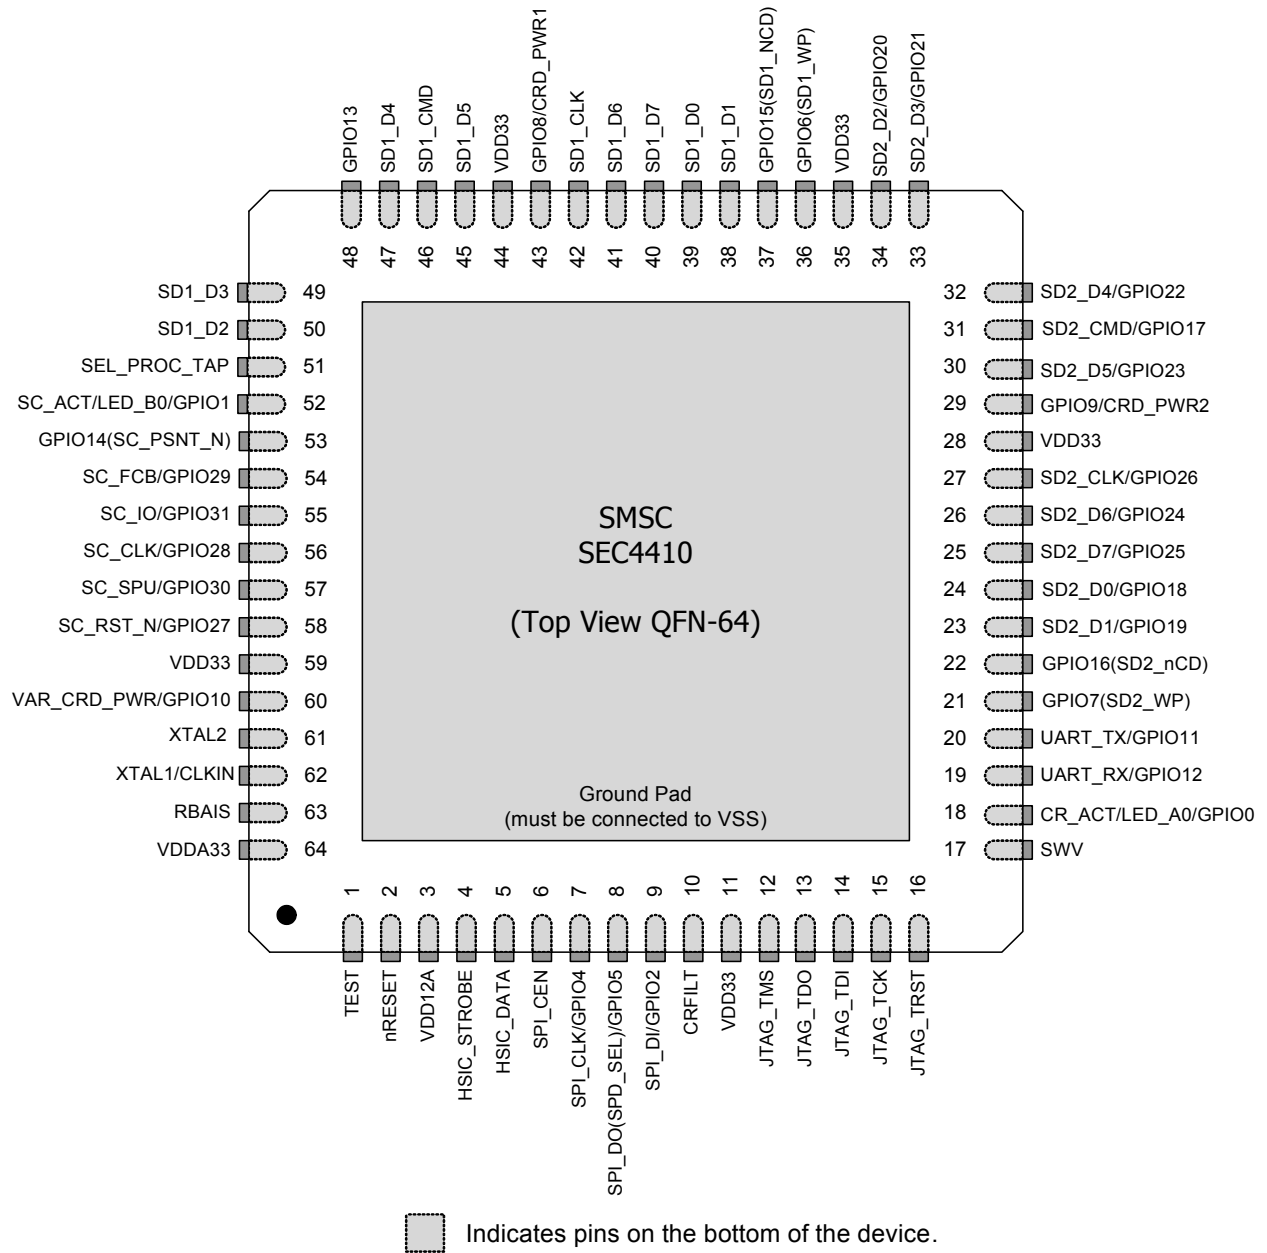 GPIO13
SD1_D4
SD1_CMD
SD1_D5
VDD33
GPIO8/CRD_PWR1
SD1_CLK
SD1_D6
SD1_D7
SD1_D0
SD1_D1
GPIO15(SD1_NCD)
GPIO6(SD1_WP)
VDD33
SD2_D2/GPIO20
SD2_D3/GPIO21
48
47
46
45
44
43
42
41
40
39
38
37
36
35
34
33
SD1_D3 49
SD1_D2 50
SEL_PROC_TAP 51
SC_ACT/LED_B0/GPIO1 52
GPIO14(SC_PSNT_N) 53
SC_FCB/GPIO29 54
SC_IO/GPIO31 55
SC_CLK/GPIO28 56
SC_SPU/GPIO30 57
SC_RST_N/GPIO27 58
VDD33 59
VAR_CRD_PWR/GPIO10 60
XTAL2 61
XTAL1/CLKIN 62
RBAIS 63
VDDA33 64
SMSC
SEC4410
(Top View QFN-64)
Ground Pad
(must be connected to VSS)
32 SD2_D4/GPIO22
31 SD2_CMD/GPIO17
30 SD2_D5/GPIO23
29 GPIO9/CRD_PWR2
28 VDD33
27 SD2_CLK/GPIO26
26 SD2_D6/GPIO24
25 SD2_D7/GPIO25
24 SD2_D0/GPIO18
23 SD2_D1/GPIO19
22 GPIO16(SD2_nCD)
21 GPIO7(SD2_WP)
20 UART_TX/GPIO11
19 UART_RX/GPIO12
18 CR_ACT/LED_A0/GPIO0
17 SWV
1
2
3
4
5
6
7
8
9
10
11
12
13
14
15
16
TEST
nRESET
VDD12A
HSIC_STROBE
HSIC_DATA
SPI_CEN
SPI_CLK/GPIO4
SPI_DO(SPD_SEL)/GPIO5
SPI_DI/GPIO2
CRFILT
VDD33
JTAG_TMS
JTAG_TDO
JTAG_TDI
JTAG_TCK
JTAG_TRST
Indicates pins on the bottom of the device.